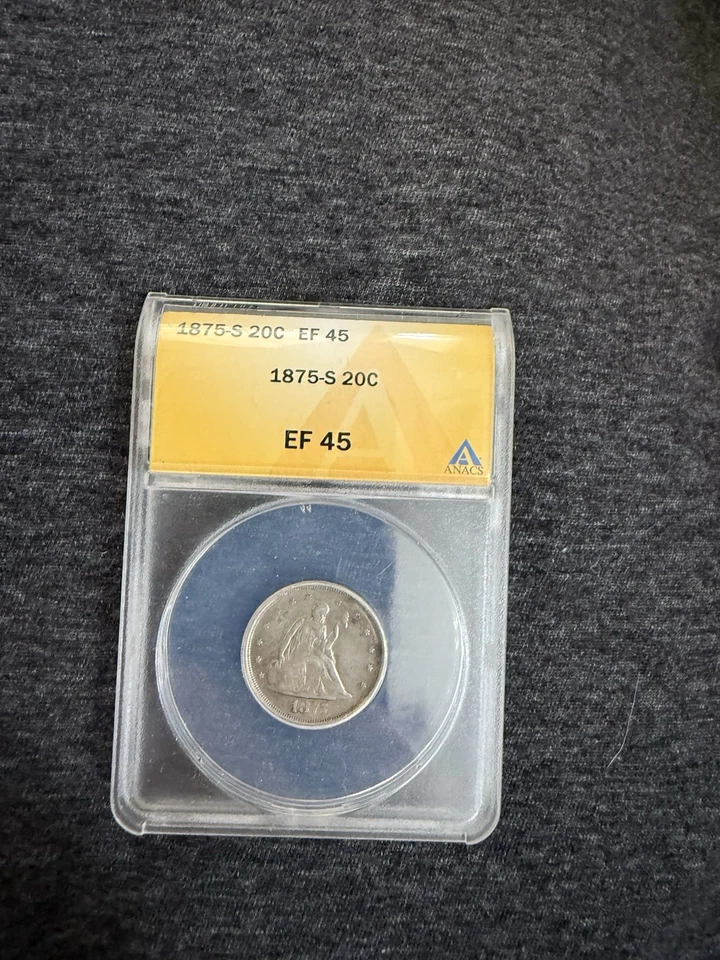 1875-S 20C EF 45
1875-S 20C
EF 45
ANACS